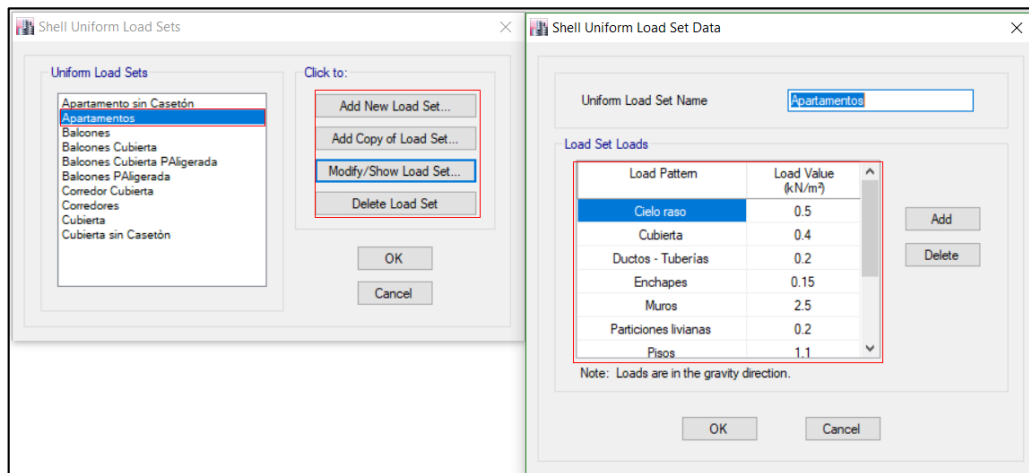 Shell Uniform Load Sets
Uniform Load Sets
Apartamento sin Casetón
Apartamentos
Balcones
Balcones Cubierta
Balcones Cubierta PAligerada
Balcones PAligerada
Corredor Cubierta
Corredores
Cubierta
Cubierta sin Casetón
Click to:
Add New Load Set...
Add Copy of Load Set...
Modify/Show Load Set...
Delete Load Set
OK
Cancel
Shell Uniform Load Set Data
Uniform Load Set Name Apartamentos
Load Set Loads
Load Pattern Load Value (kN/m²)
Cielo raso 0.5
Cubierta 0.4
Ductos - Tuberías 0.2
Enchapes 0.15
Muros 2.5
Particiones livianas 0.2
Pisos 1.1
Add
Delete
Note: Loads are in the gravity direction.
OK Cancel